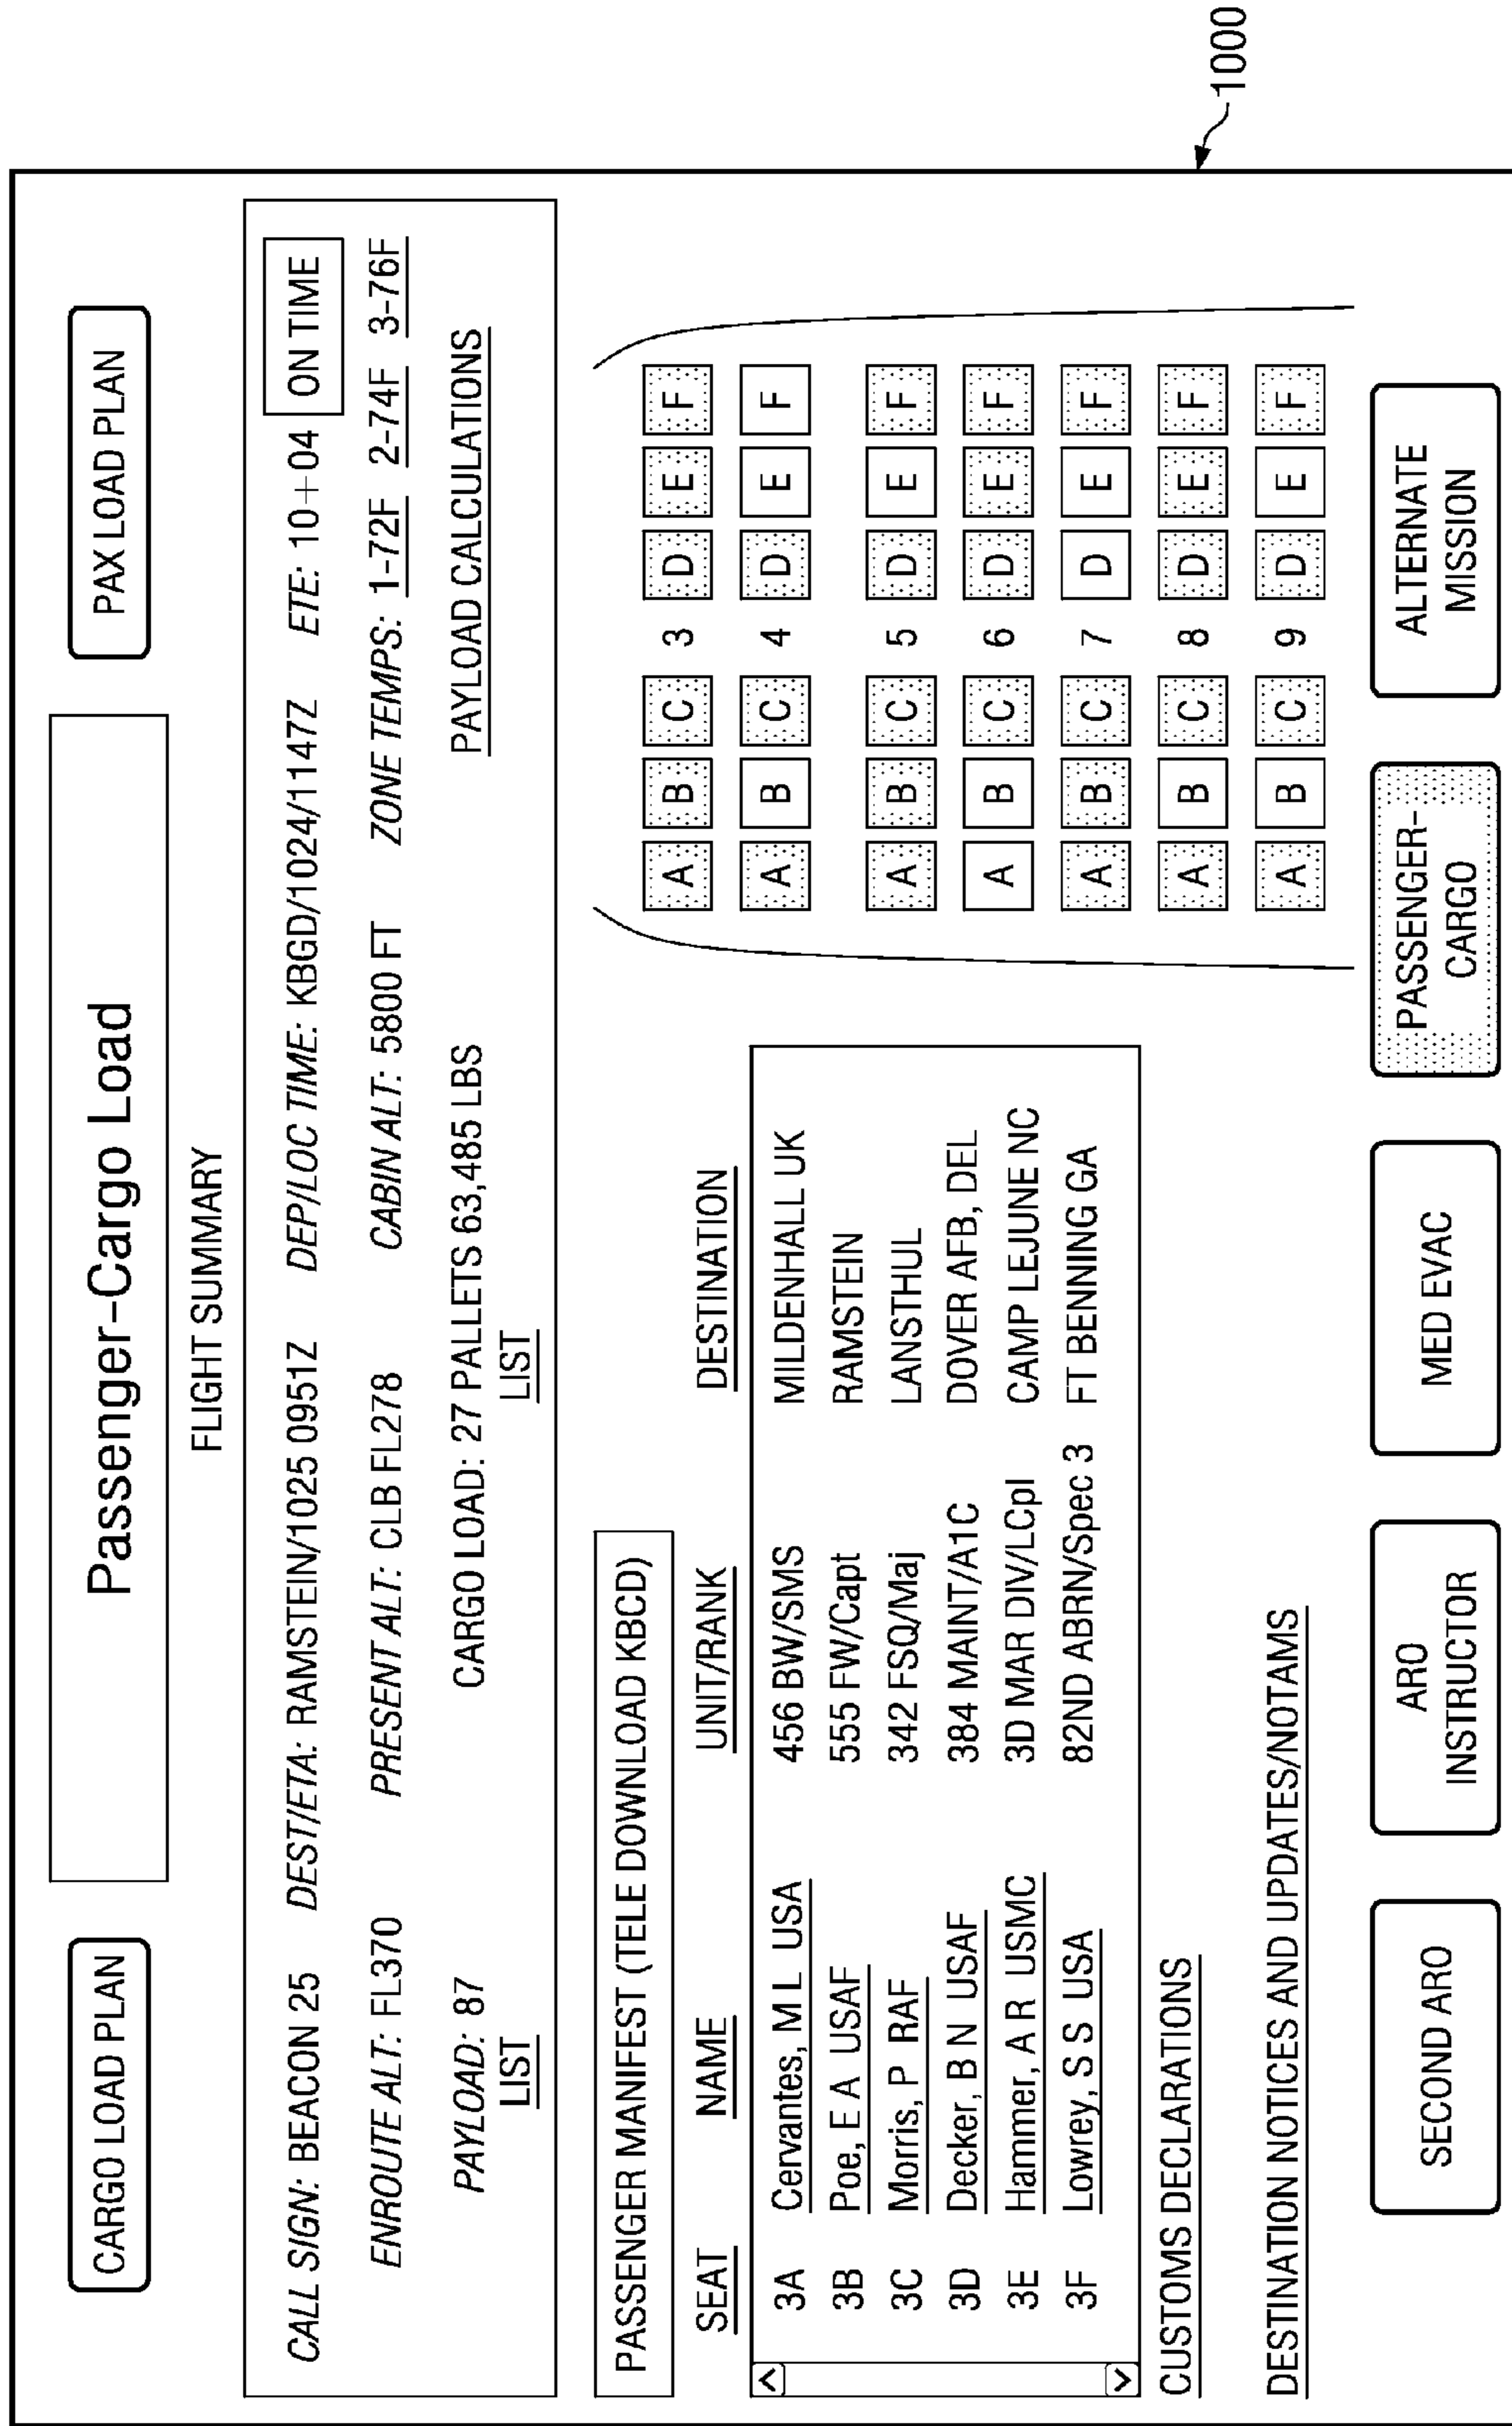 CARGO LOAD PLAN
Passenger-Cargo Load
PAX LOAD PLAN
FLIGHT SUMMARY
CALL SIGN: BEACON 25 DEST/ETA: RAMSTEIN/1025 0951Z DEP/LOC TIME: KBGD/1024/1147Z ETE: 10+04 ON TIME
ENROUTE ALT: FL370 PRESENT ALT: CLB FL278 CABIN ALT: 5800 FT ZONE TEMPS: 1-72F 2-74F 3-76F
PAYLOAD: 87 CARGO LOAD: 27 PALLETS 63,485 LBS PAYLOAD CALCULATIONS
LIST LIST
PASSENGER MANIFEST (TELE DOWNLOAD KBCD)
SEAT NAME UNIT/RANK DESTINATION
3A Cervantes, M L USA 456 BW/SMS MILDENHALL UK
3B Poe, E A USAF 555 FW/Capt RAMSTEIN
3C Morris, P RAF 342 FSQ/Maj LANSTHUL
3D Decker, B N USAF 384 MAINT/A1C DOVER AFB, DEL
3E Hammer, A R USMC 3D MAR DIV/LCpl CAMP LEJUNE NC
3F Lowrey, S S USA 82ND ABRN/Spec 3 FT BENNING GA
CUSTOMS DECLARATIONS
DESTINATION NOTICES AND UPDATES/NOTAMS
A B C 3 D E F
A B C 4 D E F
A B C 5 D E F
A B C 6 D E F
A B C 7 D E F
A B C 8 D E F
A B C 9 D E F
SECOND ARO
ARO
INSTRUCTOR
MED EVAC
PASSENGER-
CARGO
ALTERNATE
MISSION
1000